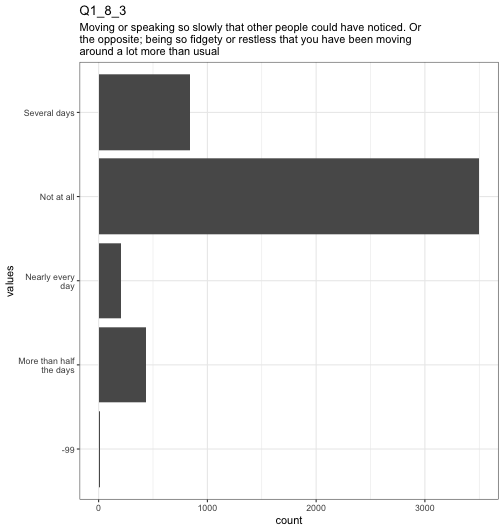 Q1_8_3
Moving or speaking so slowly that other people could have noticed. Or
the opposite; being so fidgety or restless that you have been moving
around a lot more than usual
Several days
Not at all
Nearly every
day
More than half
the days
-99
values
0 1000 2000 3000
count